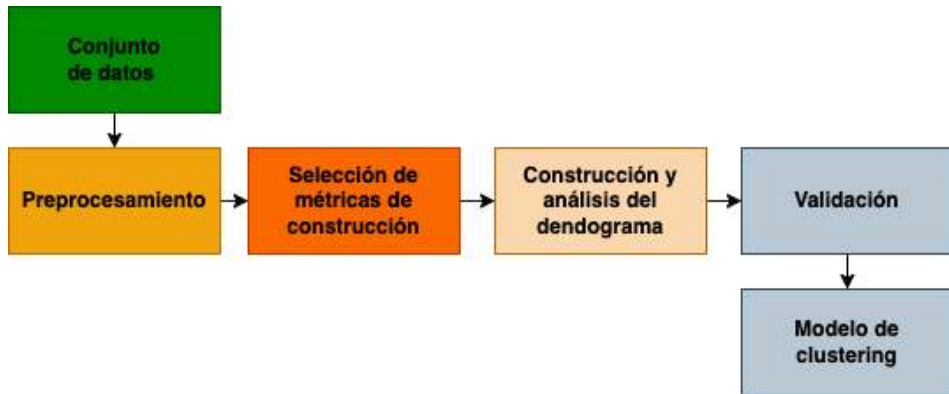 Conjunto
de datos
Preprocesamiento
Selección de
métricas de
construcción
Construcción y
análisis del
dendograma
Validación
Modelo de
clustering